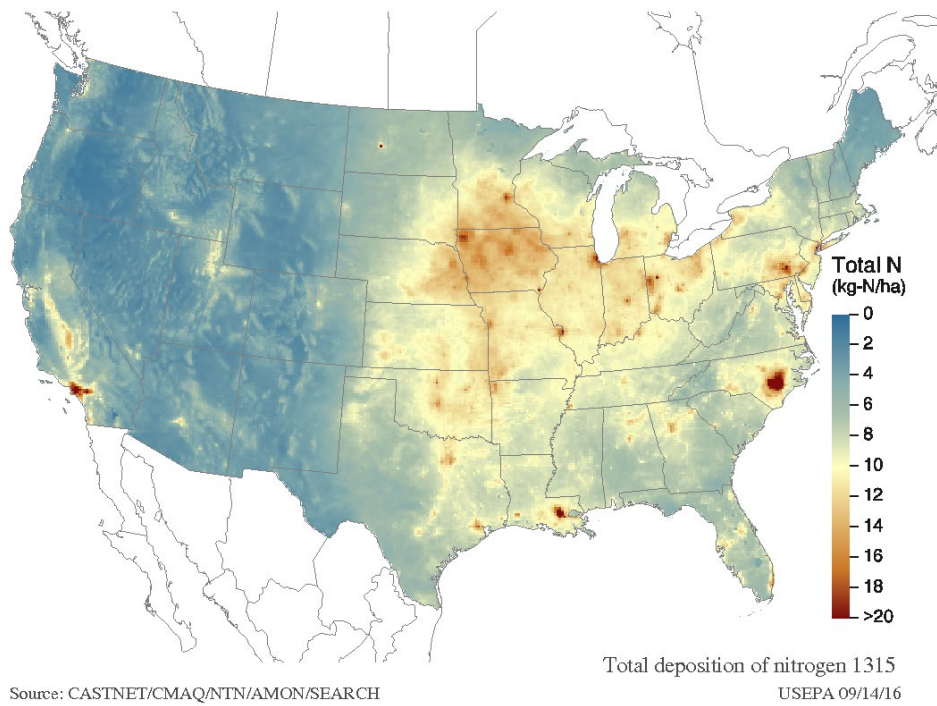 Total N
(kg-N/ha)
0
2
4
6
8
10
12
14
16
18
>20
Total deposition of nitrogen 1315
Source: CASTNET/CMAQ/NTN/AMON/SEARCH
USEPA 09/14/16